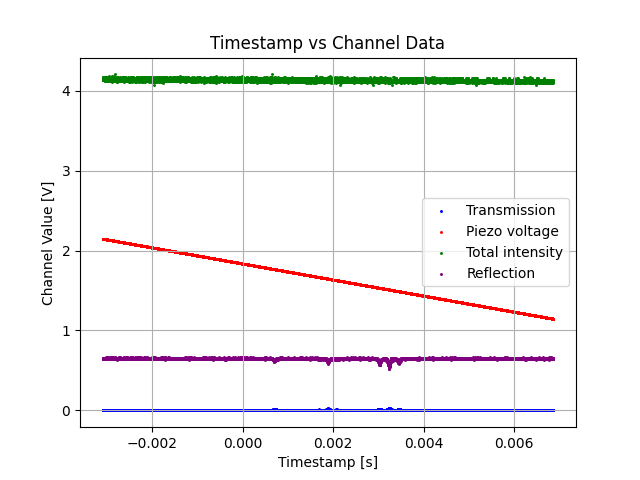 Timestamp vs Channel Data
Channel Value [V]
4
3
2
1
0
Transmission
Piezo voltage
Total intensity
Reflection
−0.002 0.000 0.002 0.004 0.006
Timestamp [s]